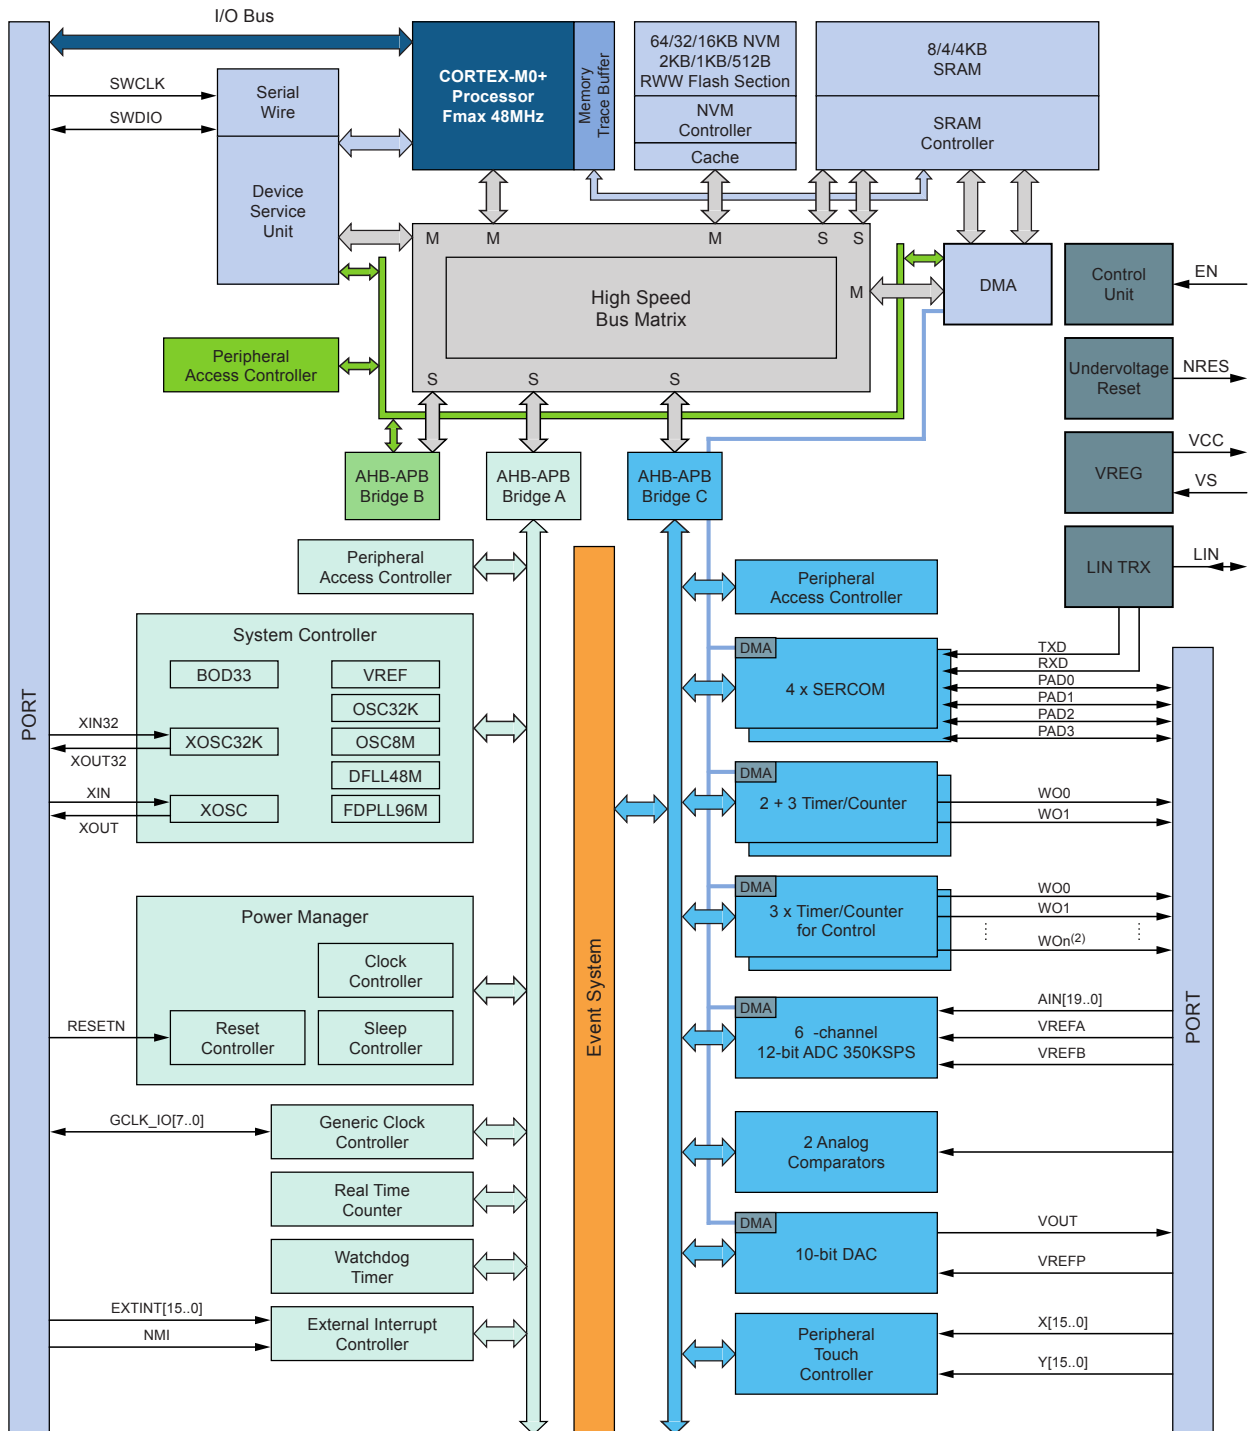 I/O Bus
SWCLK
SWDIO
Serial
Wire
Device
Service
Unit
CORTEX-M0+
Processor
Fmax 48MHz
Memory
Trace Buffer
64/32/16KB NVM
2KB/1KB/512B
RWW Flash Section
NVM
Controller
Cache
8/4/4KB
SRAM
SRAM
Controller
M
M
M
S
S
M
High Speed
Bus Matrix
S
S
S
DMA
Control
Unit
EN
Undervoltage
Reset
NRES
VREG
VCC
VS
LIN TRX
LIN
Peripheral
Access Controller
AHB-APB
Bridge B
AHB-APB
Bridge A
AHB-APB
Bridge C
PORT
Peripheral
Access Controller
System Controller
BOD33
VREF
OSC32K
XOSC32K
OSC8M
DFLL48M
XOSC
FDPLL96M
XIN32
XOUT32
XIN
XOUT
Power Manager
Clock
Controller
Reset
Controller
Sleep
Controller
RESETN
GCLK_IO[7..0]
Generic Clock
Controller
Real Time
Counter
Watchdog
Timer
EXTINT[15..0]
NMI
External Interrupt
Controller
Event System
Peripheral
Access Controller
DMA
4 x SERCOM
TXD
RXD
PAD0
PAD1
PAD2
PAD3
DMA
2 + 3 Timer/Counter
WO0
WO1
DMA
3 x Timer/Counter
for Control
WO0
WO1
WOn(2)
DMA
6 -channel
12-bit ADC 350KSPS
AIN[19..0]
VREFA
VREFB
2 Analog
Comparators
DMA
10-bit DAC
VOUT
VREFP
Peripheral
Touch
Controller
X[15..0]
Y[15..0]
PORT